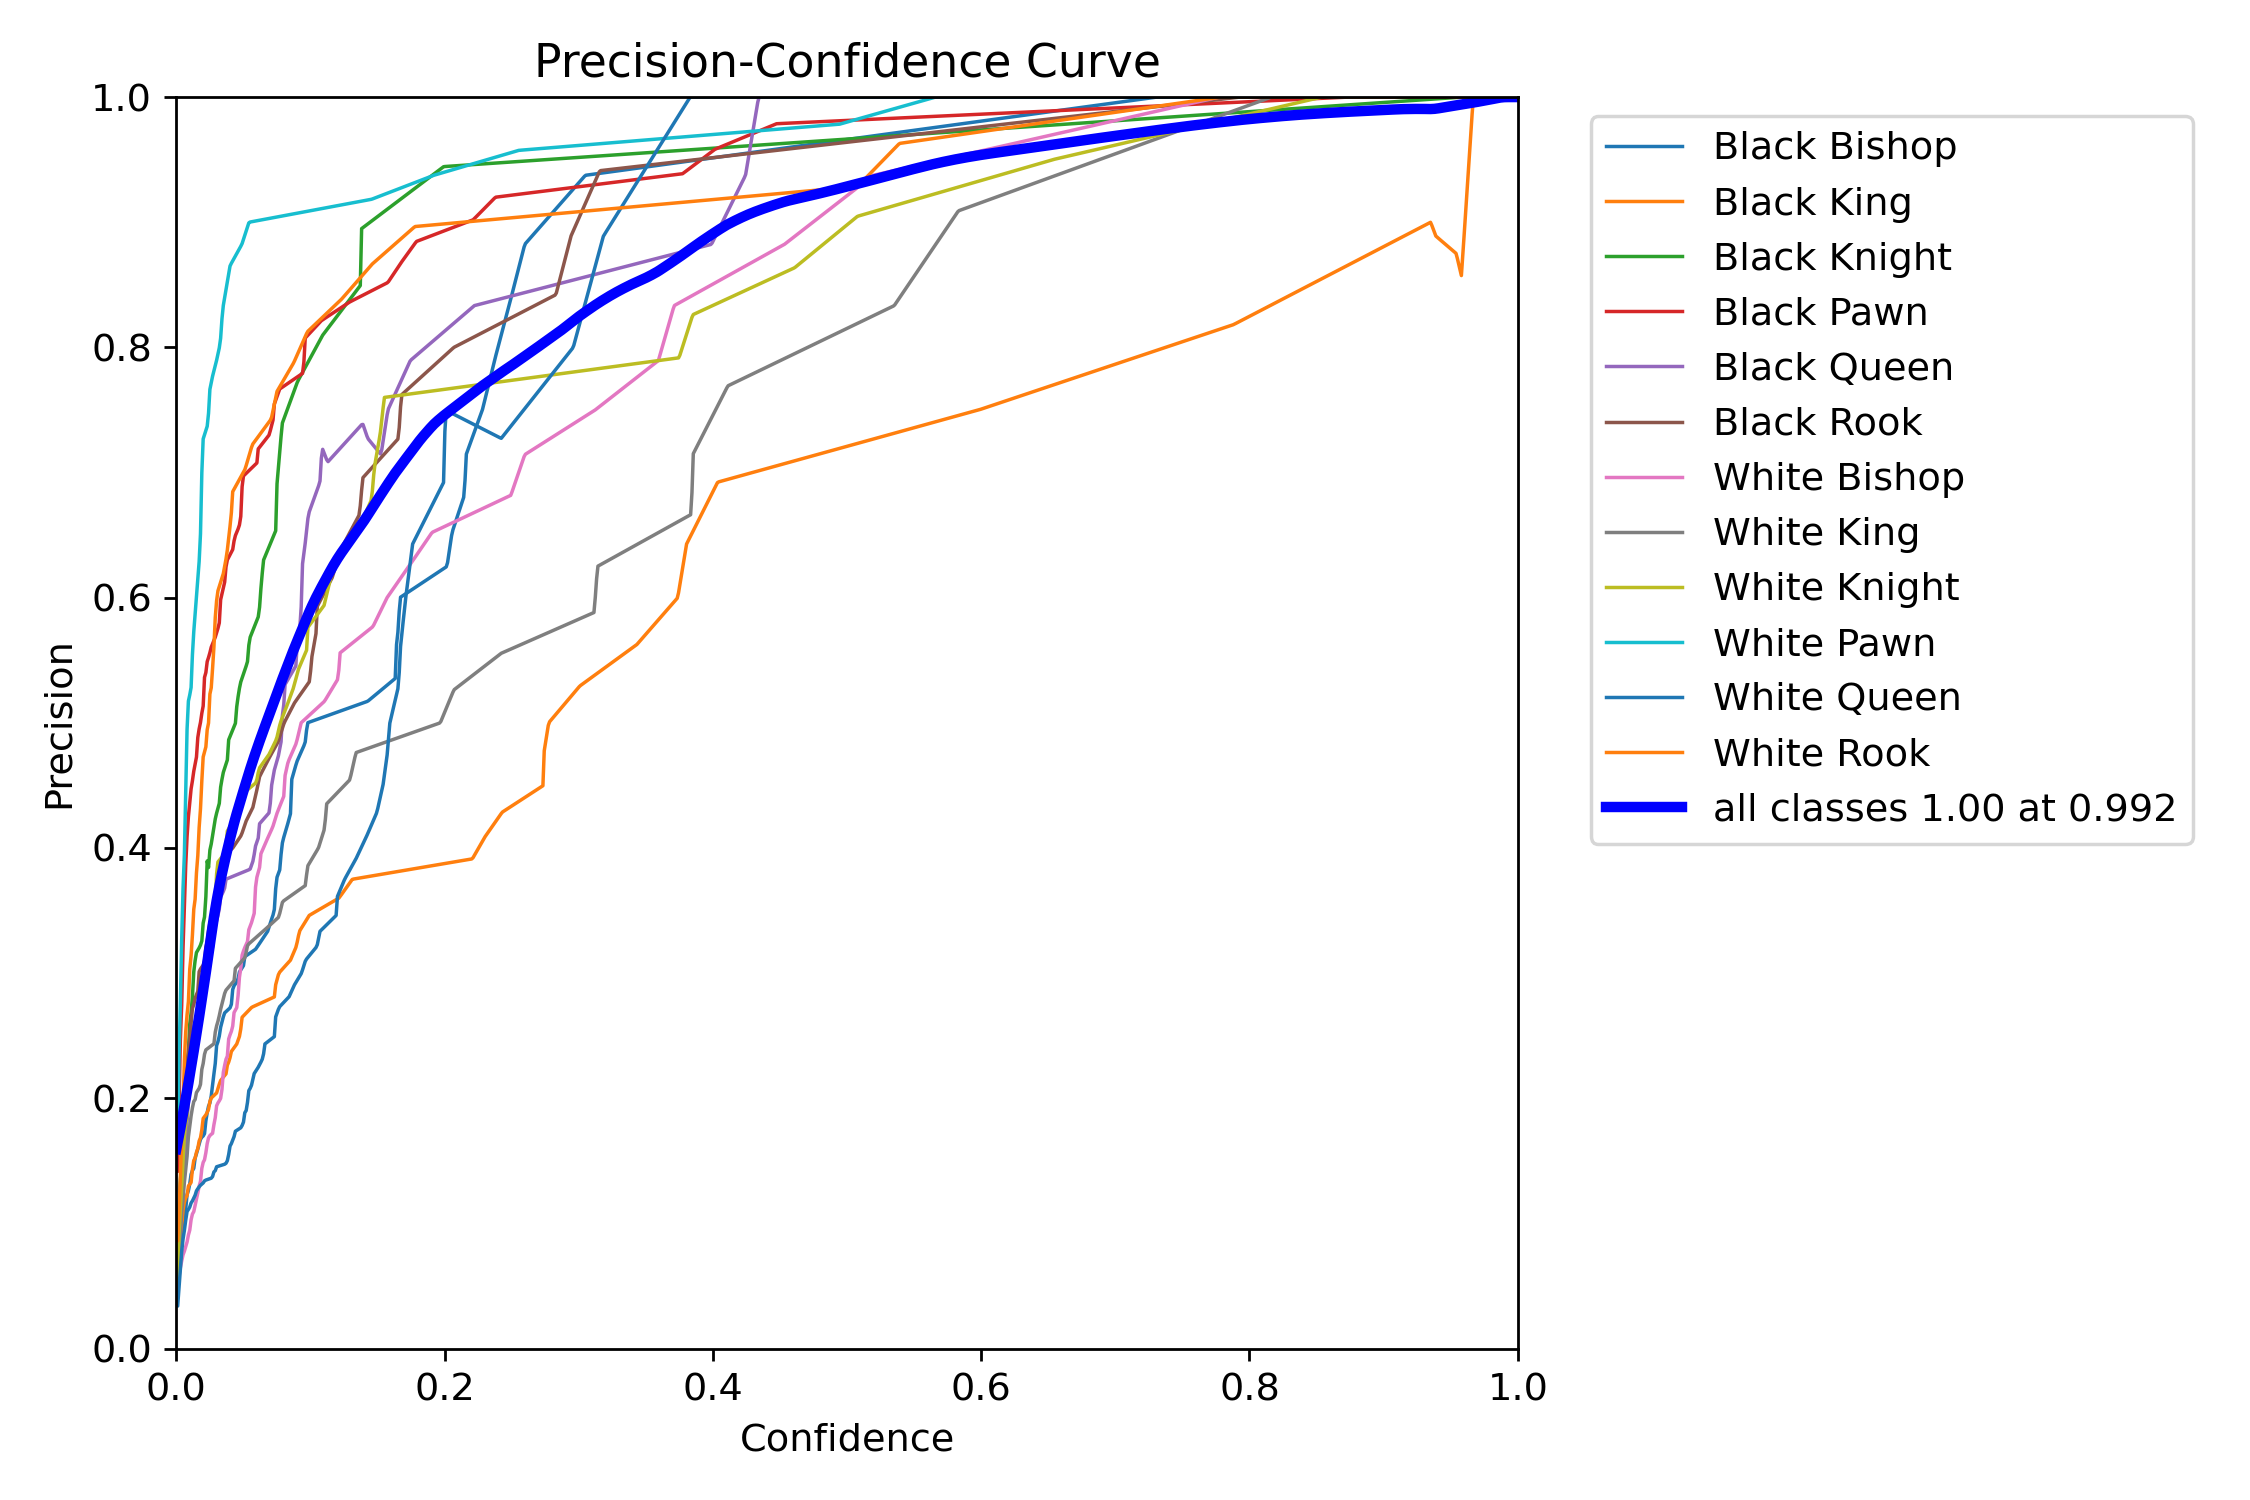 Precision-Confidence Curve
1.0
0.8
0.6
0.4
0.2
0.0
Precision
0.0 0.2 0.4 0.6 0.8 1.0
Confidence
Black Bishop
Black King
Black Knight
Black Pawn
Black Queen
Black Rook
White Bishop
White King
White Knight
White Pawn
White Queen
White Rook
all classes 1.00 at 0.992